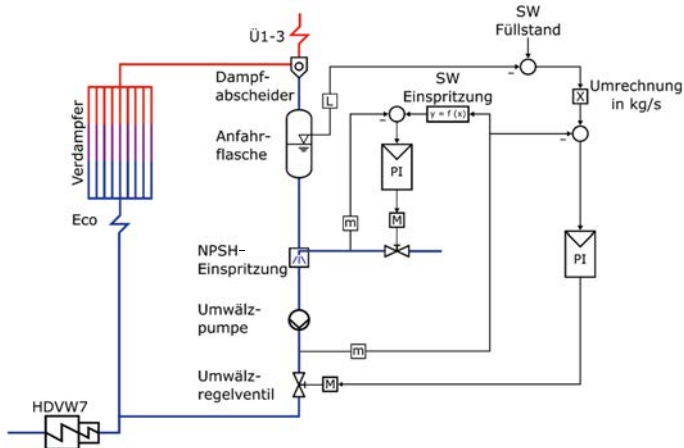 SW
Füllstand
Ü1-3
Dampf-
abscheider
SW
Einspritzung
Umrechnung
in kg/s
L
X
y = f (x)
Verdampfer
Anfahr-
flasche
PI
Eco
m
M
NPSH-
Einspritzung
PI
Umwälz-
pumpe
m
Umwälz-
regelventil
M
HDVW7